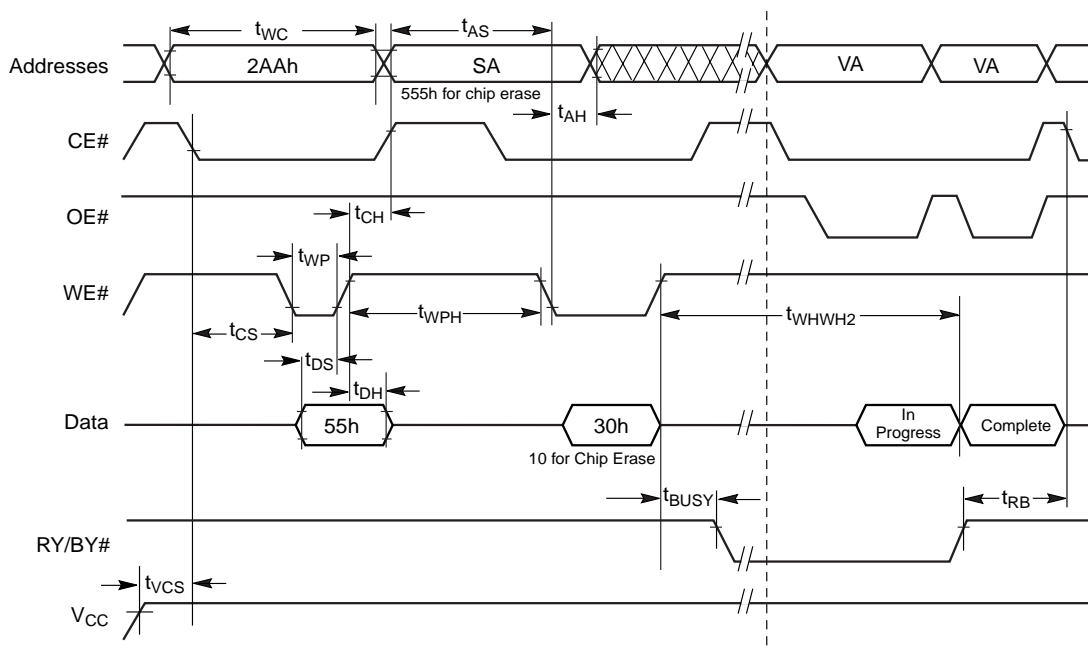 tWC
tAS
Addresses
2AAh
SA
VA
VA
555h for chip erase
tAH
CE#
OE#
tCH
tWP
WE#
tCS
tWPH
tWHWH2
tDS
tDH
Data
55h
30h
In
Progress
Complete
10 for Chip Erase
tBUSY
tRB
RY/BY#
tVCS
VCC